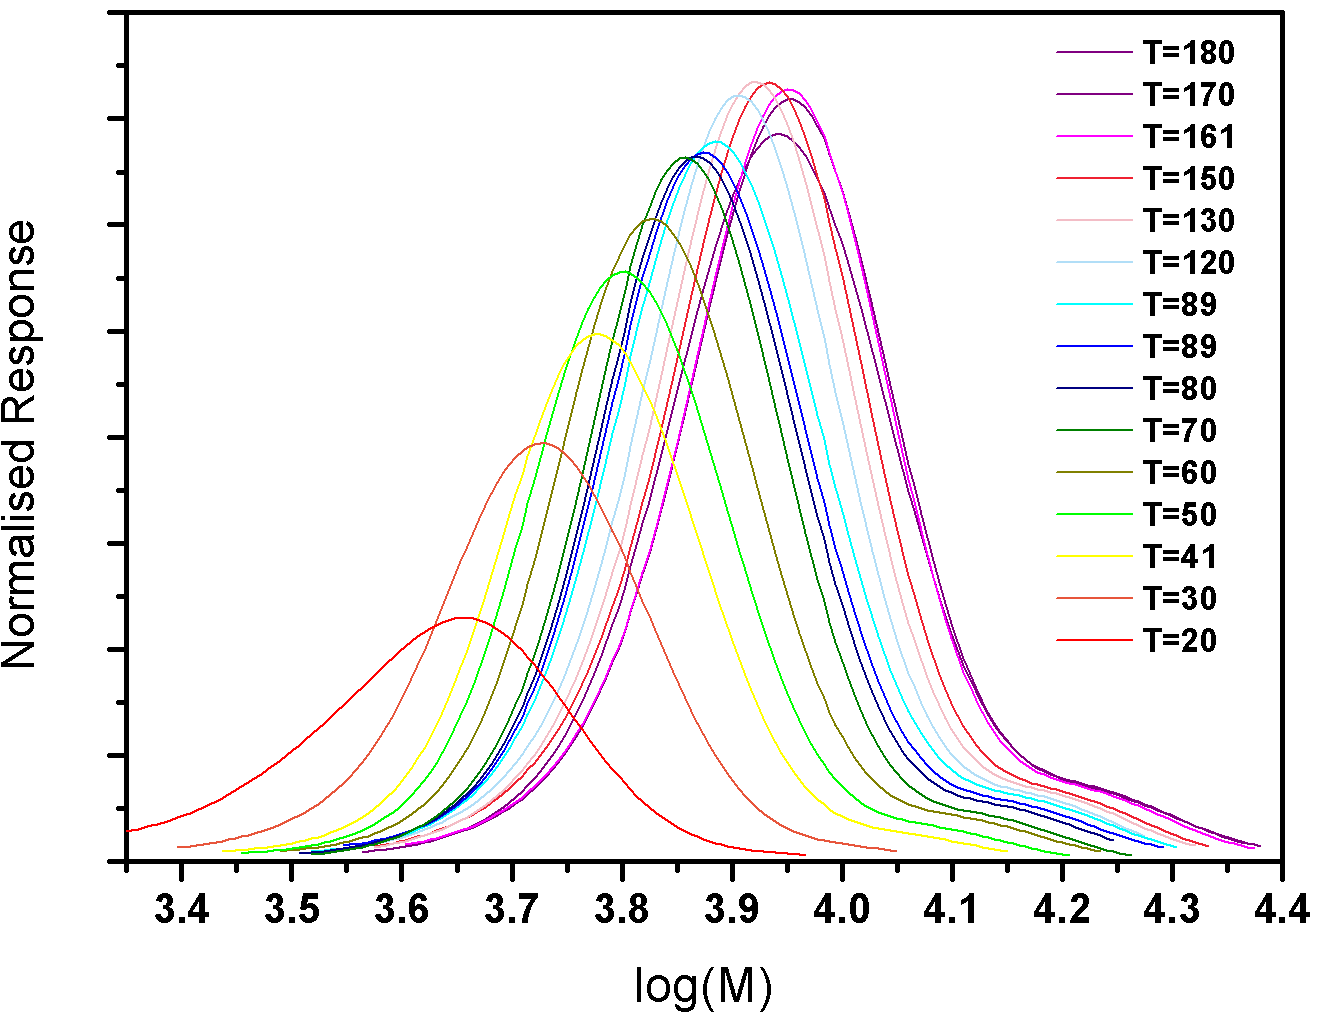 Normalised Response
T=180
T=170
T=161
T=150
T=130
T=120
T=89
T=89
T=80
T=70
T=60
T=50
T=41
T=30
T=20
3.4 3.5 3.6 3.7 3.8 3.9 4.0 4.1 4.2 4.3 4.4
log(M)